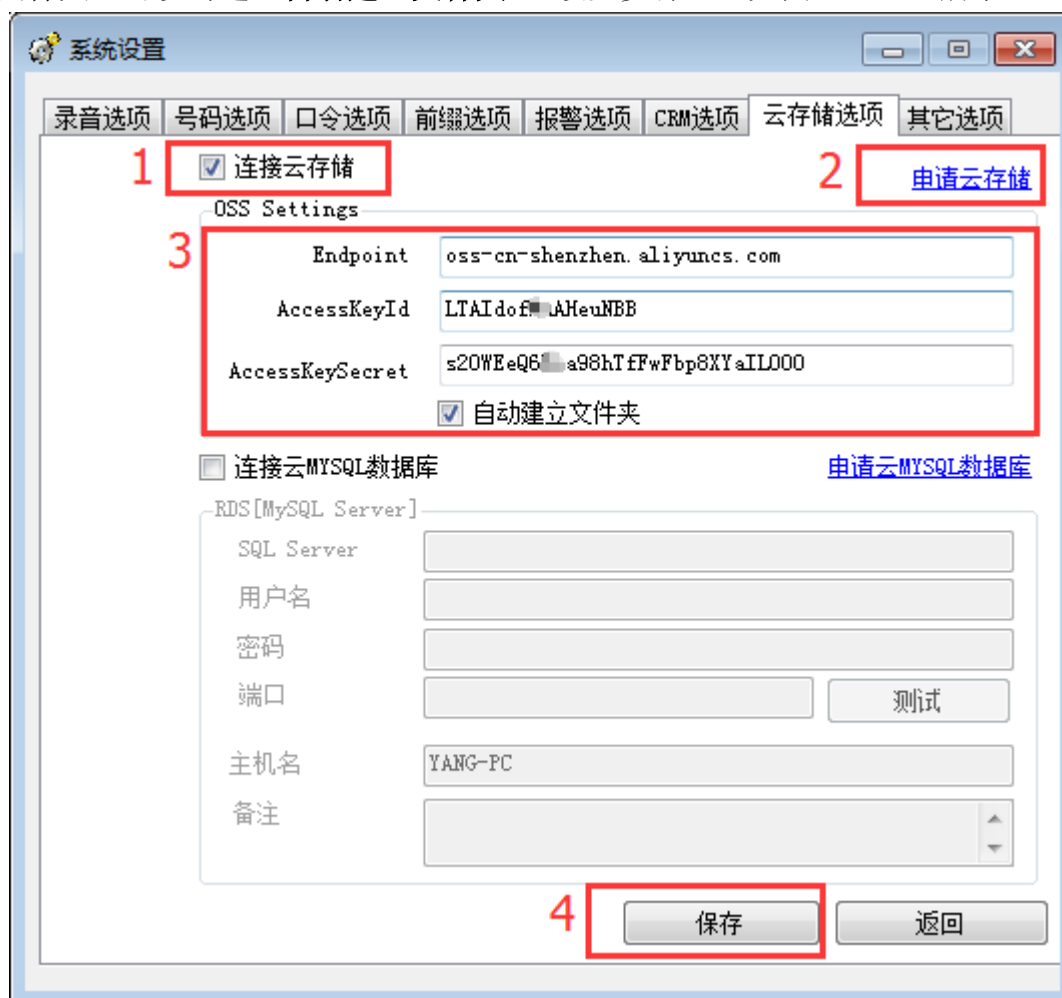 系统设置
录音选项 号码选项 口令选项 前缀选项 报警选项 CRM选项 云存储选项 其它选项
1 连接云存储 2 申请云存储
OSS Settings
3 Endpoint oss-cn-shenzhen.aliyuncs.com
AccessKeyId
AccessKeySecret
自动建立文件夹
连接云MYSQL数据库 申请云MYSQL数据库
RDS[MySQL Server]
SQL Server
用户名
密码
端口 测试
主机名 YANG-PC
备注
4 保存 返回